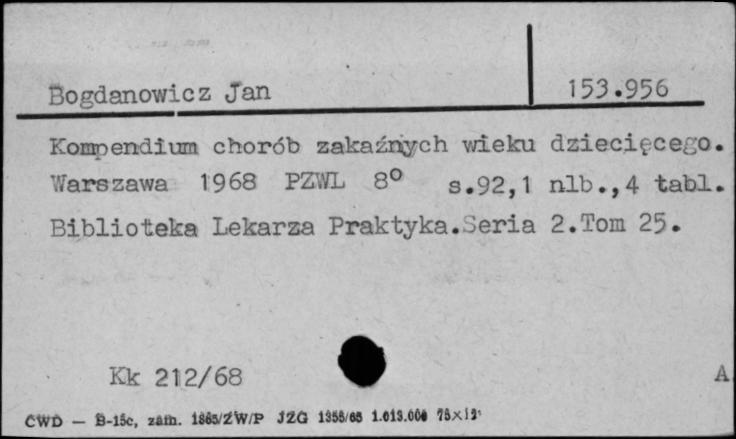 Bogdanowicz Jan 153.956
Kompendium chorób zakaźnych wieku dziecięcego.
Warszawa 1968 PZWL 8° s.92,1 nlb.,4 tabl.
Biblioteka Lekarza Praktyka.Seria 2.Tom 25.
Kk 212/68 A
CWD — B-15c, zam. 1865/ZW/P JZG 1355/65 1.013.000